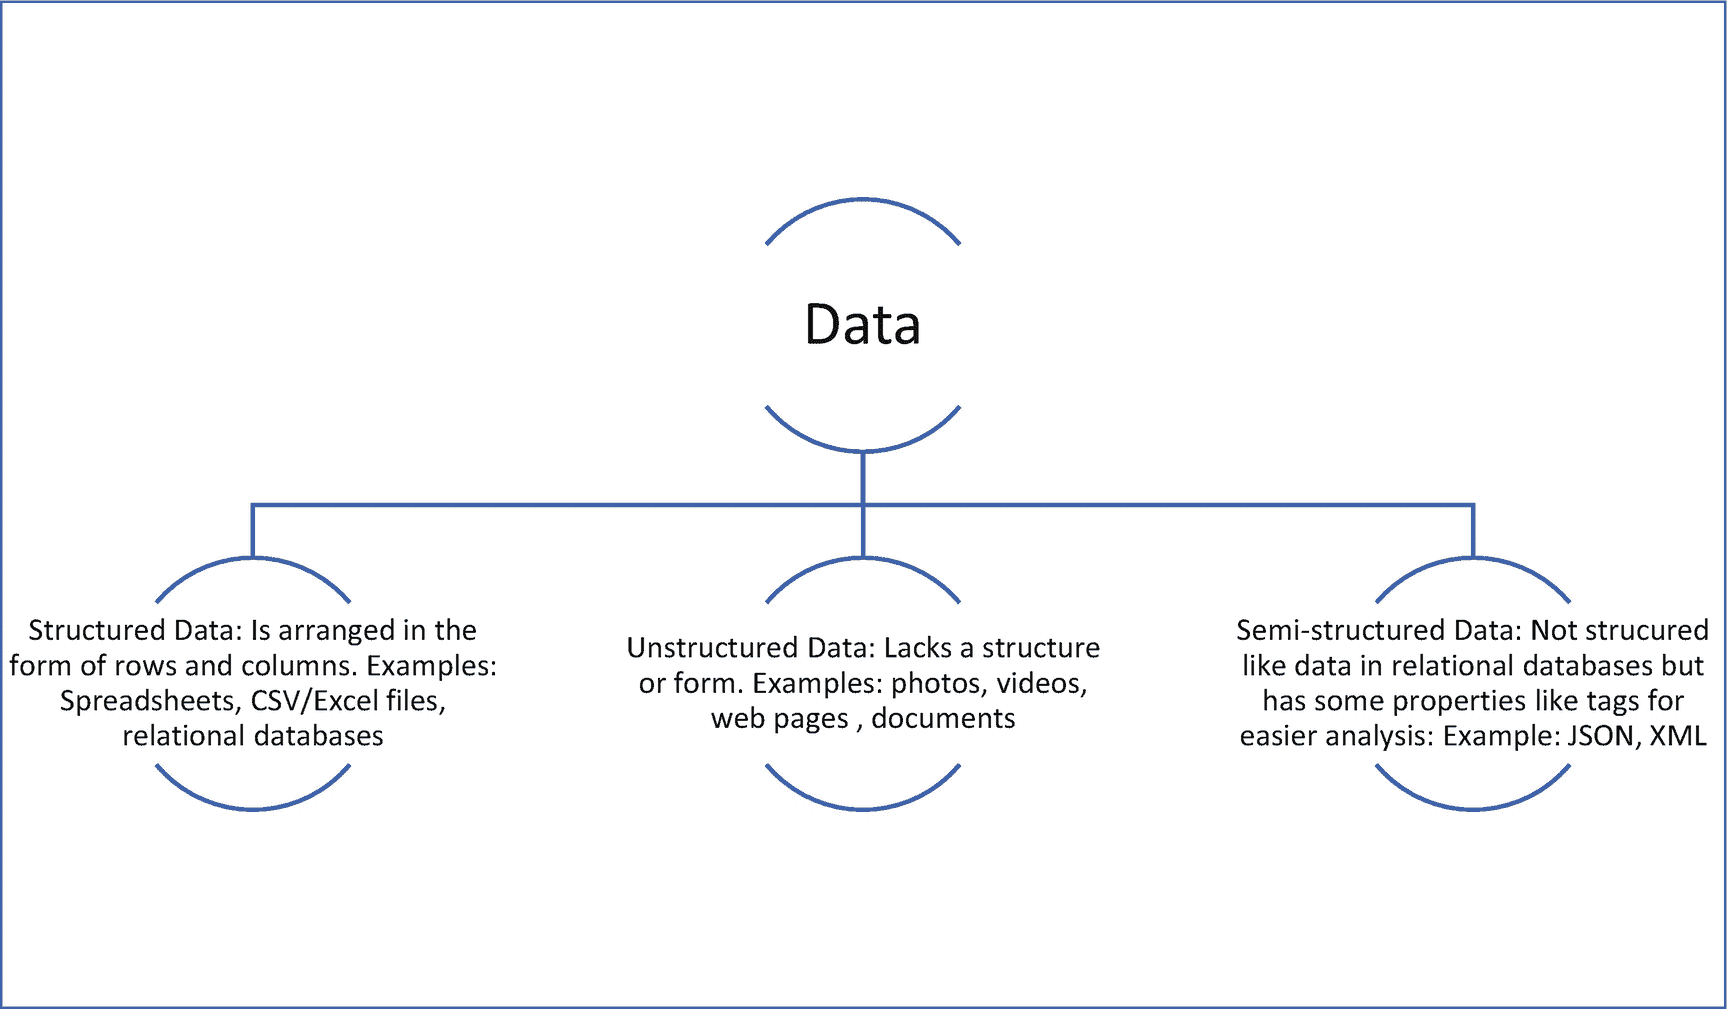 Data
Structured Data: Is arranged in the
form of rows and columns. Examples:
Spreadsheets, CSV/Excel files,
relational databases
Unstructured Data: Lacks a structure
or form. Examples: photos, videos,
web pages , documents
Semi-structured Data: Not strucured
like data in relational databases but
has some properties like tags for
easier analysis: Example: JSON, XML